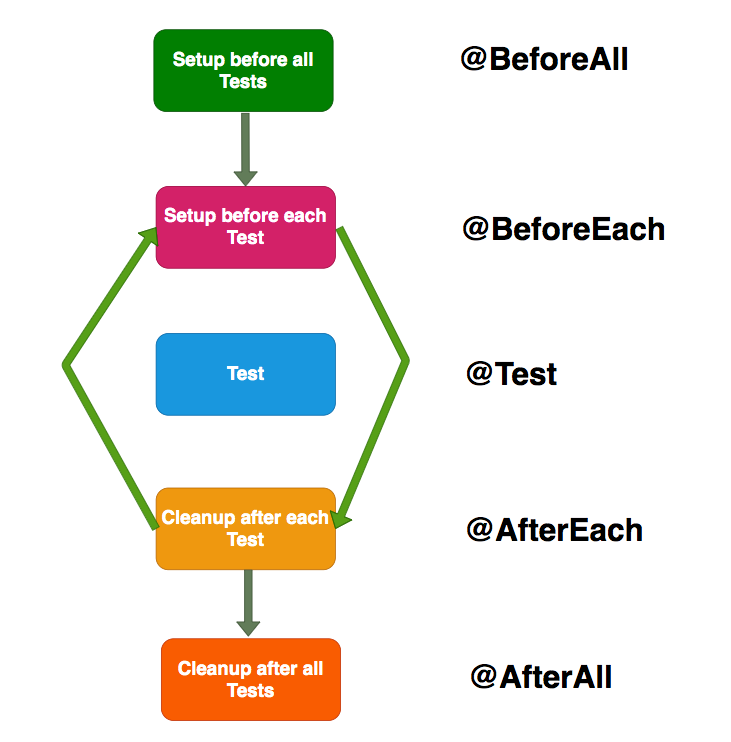 Setup before all
Tests
@BeforeAll
Setup before each
Test
@BeforeEach
Test
@Test
Cleanup after each
Test
@AfterEach
Cleanup after all
Tests
@AfterAll